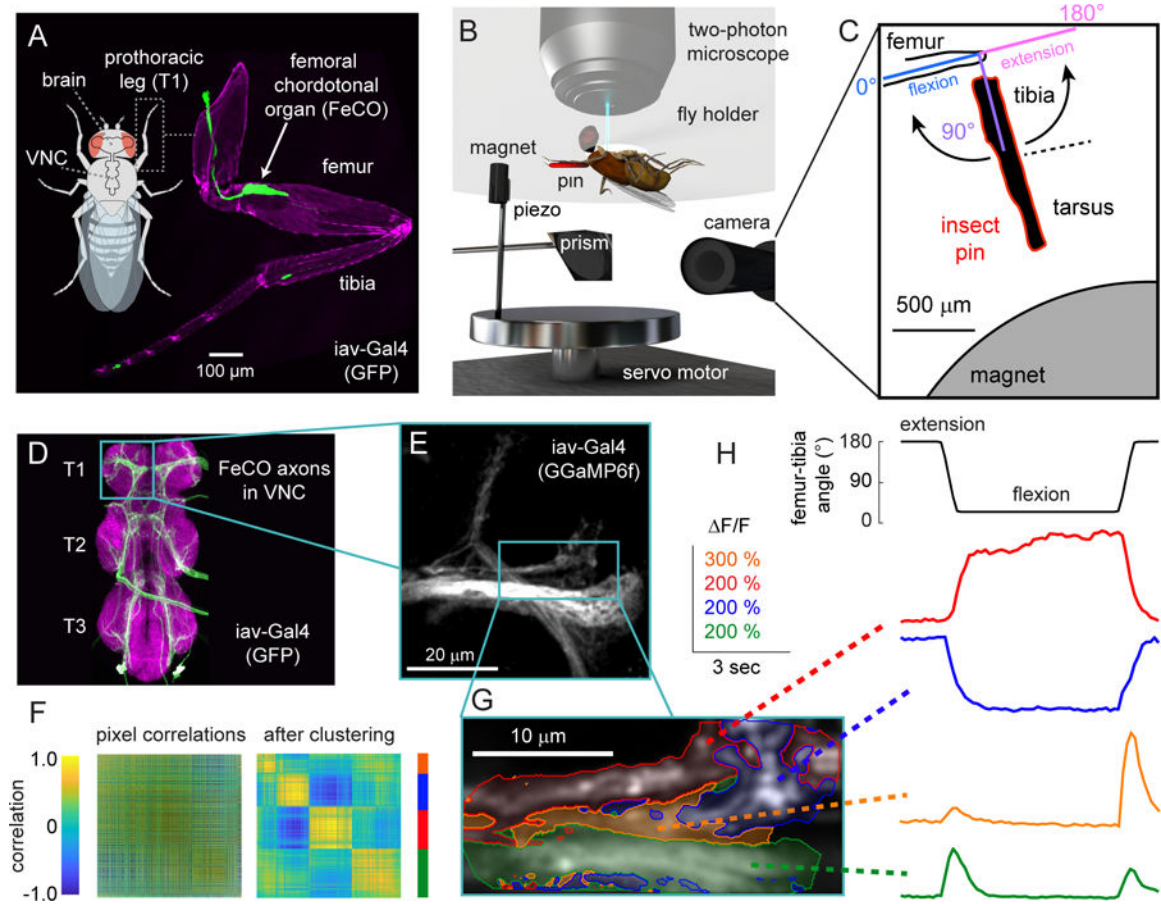 A
brain
prothoracic
leg (T1)
VNC
femoral
chordotonal
organ (FeCO)
femur
tibia
100 µm
iav-Gal4
(GFP)
B
two-photon
microscope
fly holder
magnet
pin
piezo
prism
camera
servo motor
C
180°
femur
extension
0°
flexion
tibia
90°
tarsus
insect
pin
500 µm
magnet
D
T1
FeCO axons
in VNC
T2
T3
iav-Gal4
(GFP)
E
iav-Gal4
(GGaMP6f)
20 µm
F
pixel correlations
after clustering
correlation
1.0
0
-1.0
G
10 µm
H
ΔF/F
300 %
200 %
200 %
200 %
3 sec
extension
femur-tibia
angle (°)
180
90
0
flexion